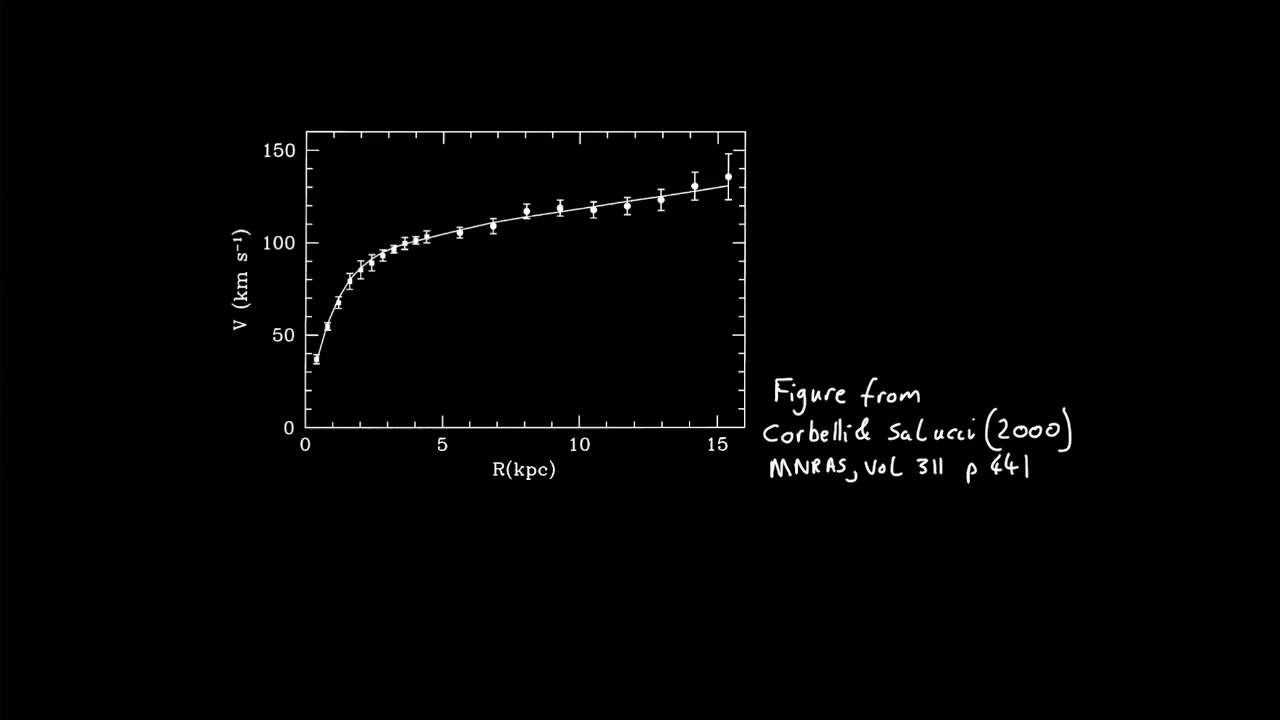 150
100
50
0
V (km s⁻¹)
0 5 10 15
R(kpc)
Figure from
Corbelli & Salucci (2000)
MNRAS, Vol 311 p 441